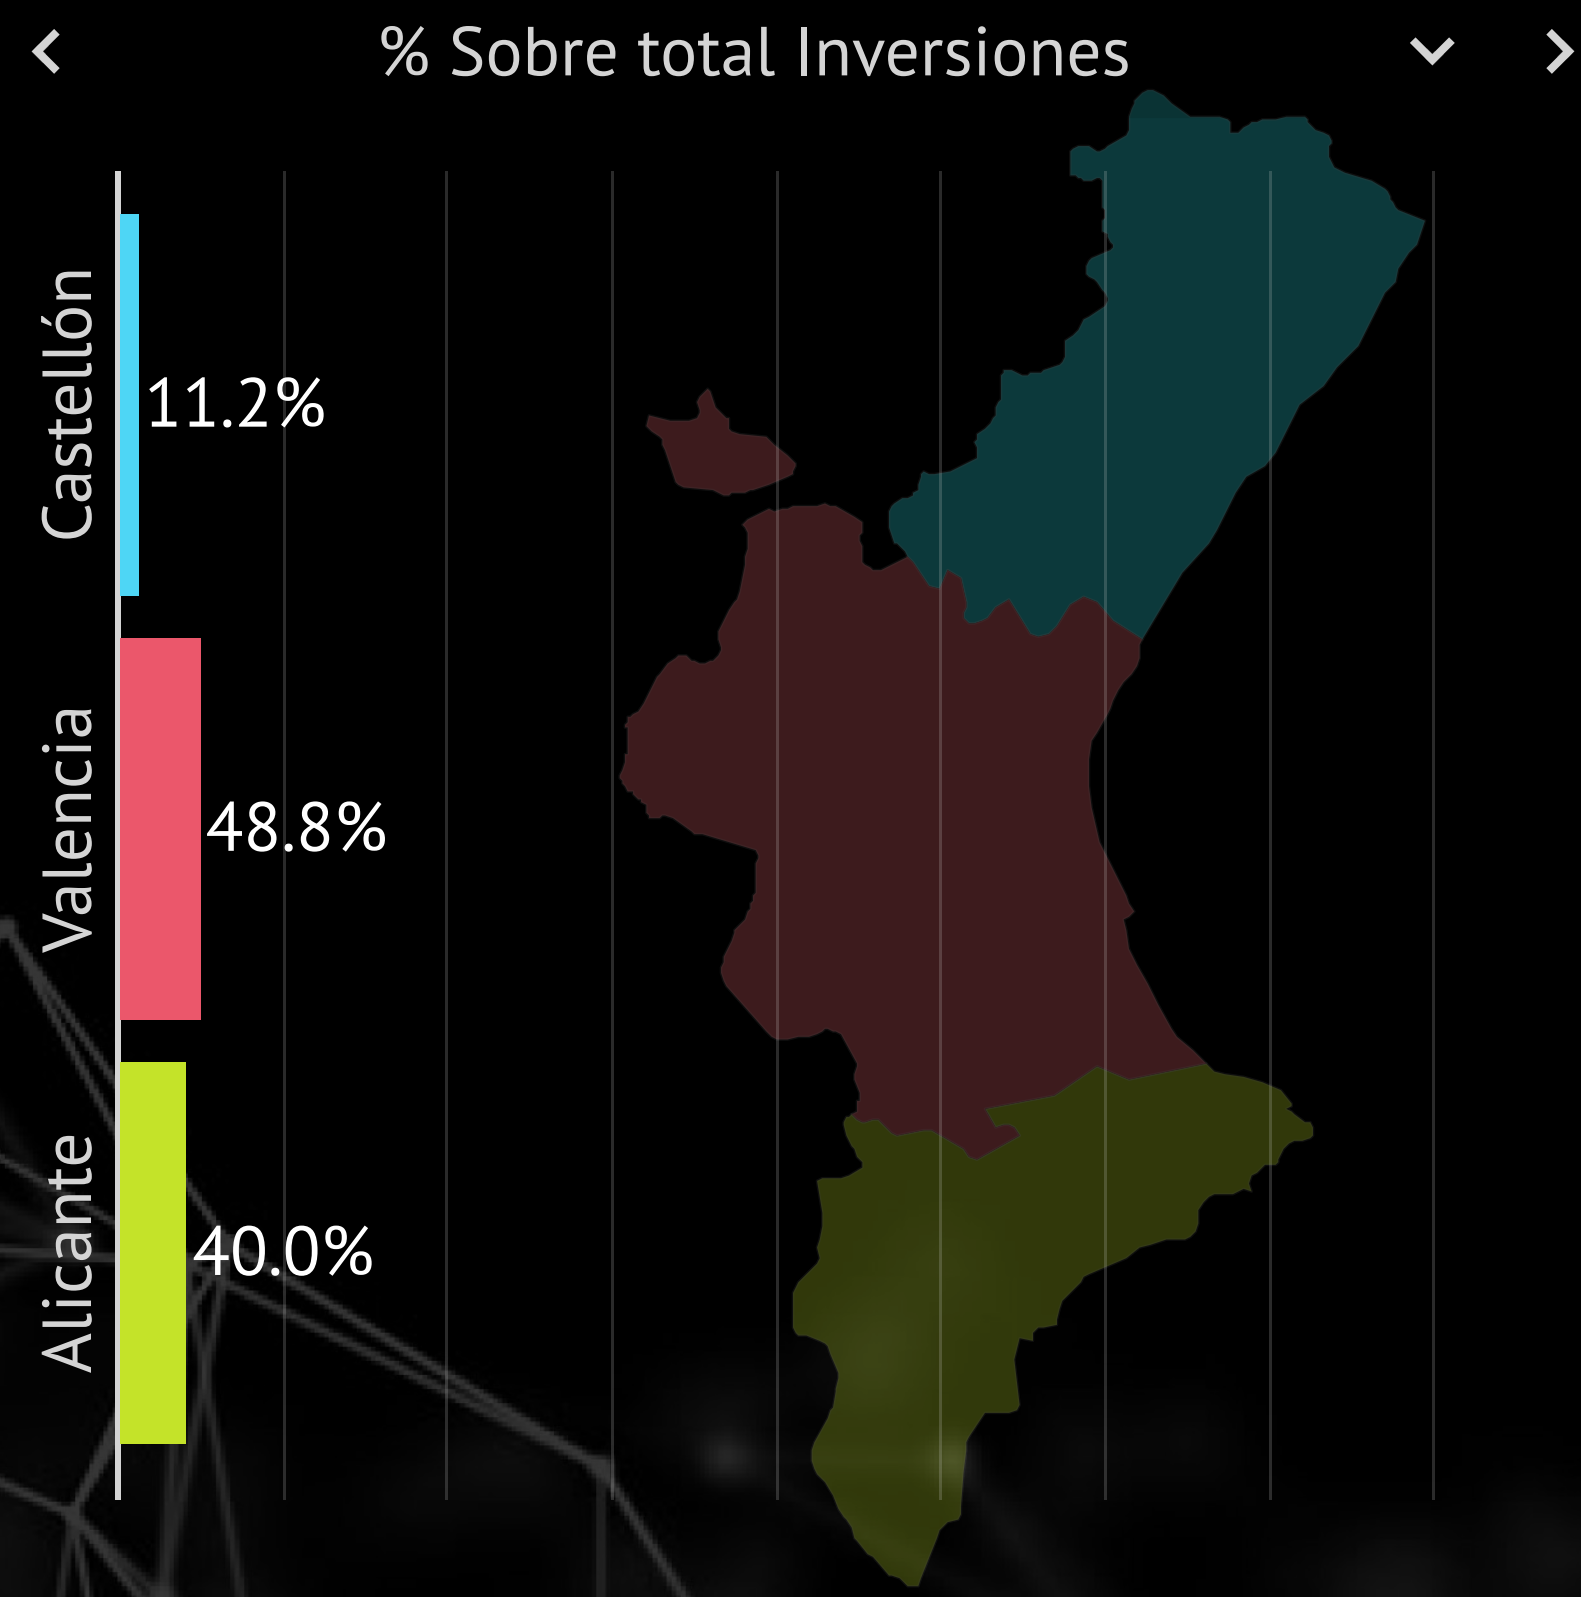 % Sobre total Inversiones
Castellón
11.2%
Valencia
48.8%
Alicante
40.0%